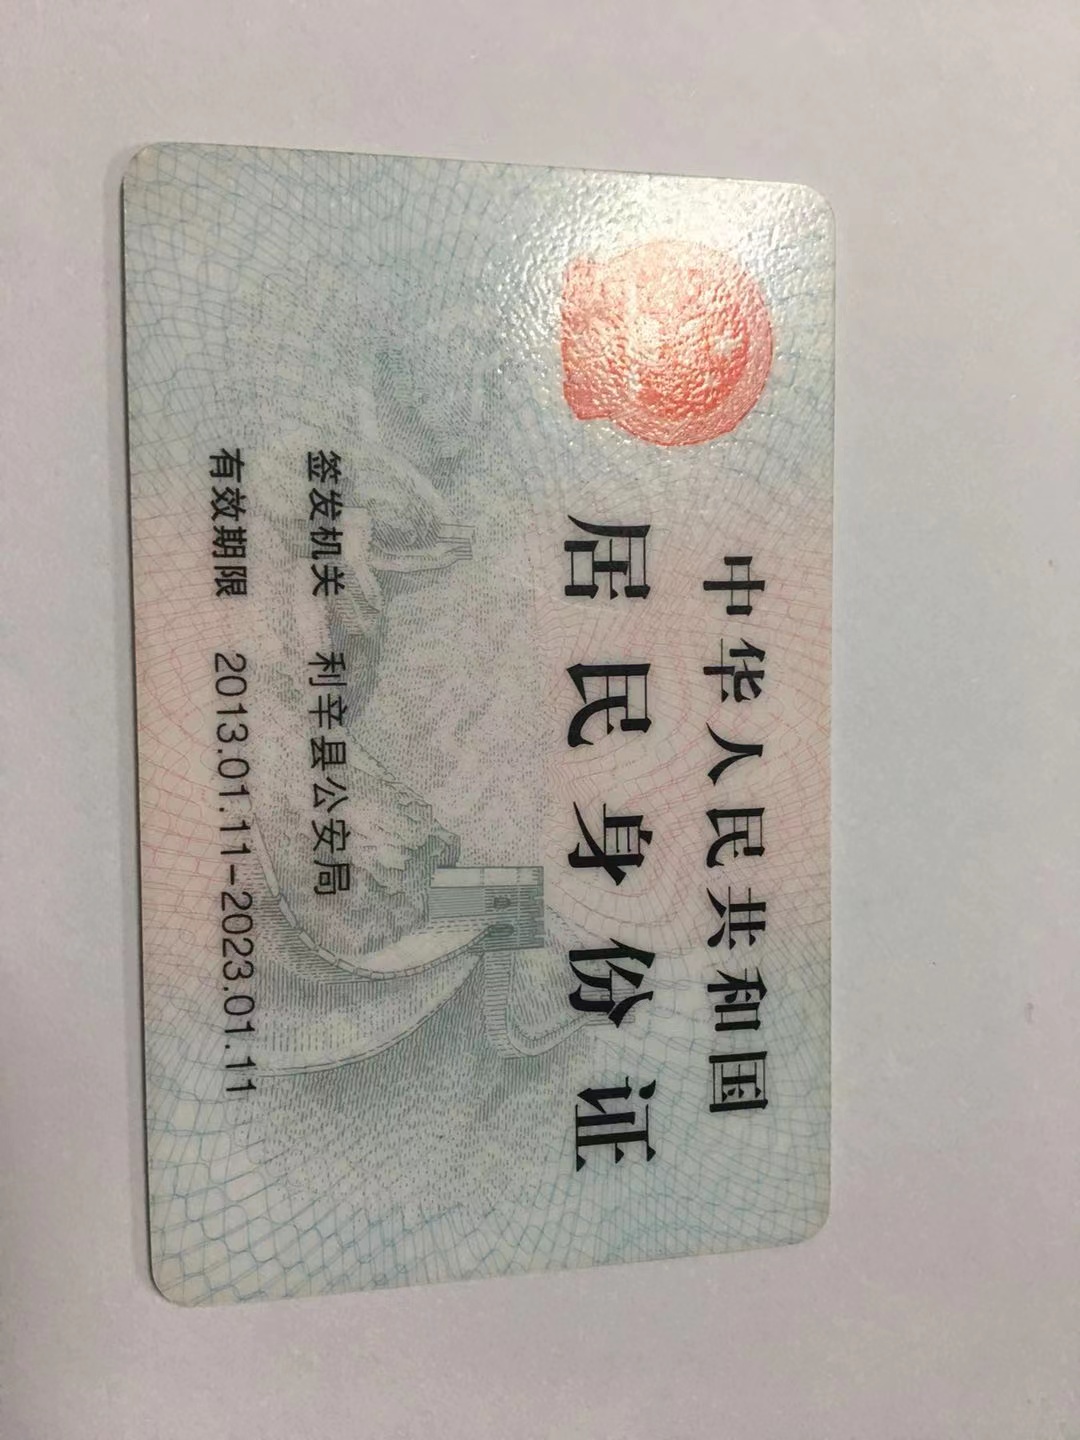 中华人民共和国
居民身份证
签发机关 利辛县公安局
有效期限 2013.01.11-2023.01.11